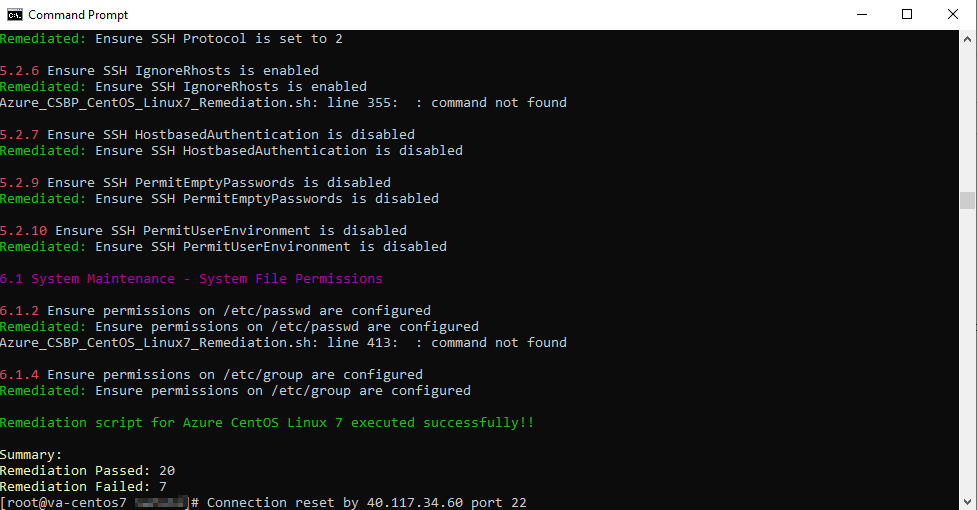 Command Prompt
Remediated: Ensure SSH Protocol is set to 2
5.2.6 Ensure SSH IgnoreRhosts is enabled
Remediated: Ensure SSH IgnoreRhosts is enabled
Azure_CSBP_CentOS_Linux7_Remediation.sh: line 355:  : command not found
5.2.7 Ensure SSH HostbasedAuthentication is disabled
Remediated: Ensure SSH HostbasedAuthentication is disabled
5.2.9 Ensure SSH PermitEmptyPasswords is disabled
Remediated: Ensure SSH PermitEmptyPasswords is disabled
5.2.10 Ensure SSH PermitUserEnvironment is disabled
Remediated: Ensure SSH PermitUserEnvironment is disabled
6.1 System Maintenance - System File Permissions
6.1.2 Ensure permissions on /etc/passwd are configured
Remediated: Ensure permissions on /etc/passwd are configured
Azure_CSBP_CentOS_Linux7_Remediation.sh: line 413:  : command not found
6.1.4 Ensure permissions on /etc/group are configured
Remediated: Ensure permissions on /etc/group are configured
Remediation script for Azure CentOS Linux 7 executed successfully!!
Summary:
Remediation Passed: 20
Remediation Failed: 7
[root@va-centos7 ]# Connection reset by 40.117.34.60 port 22